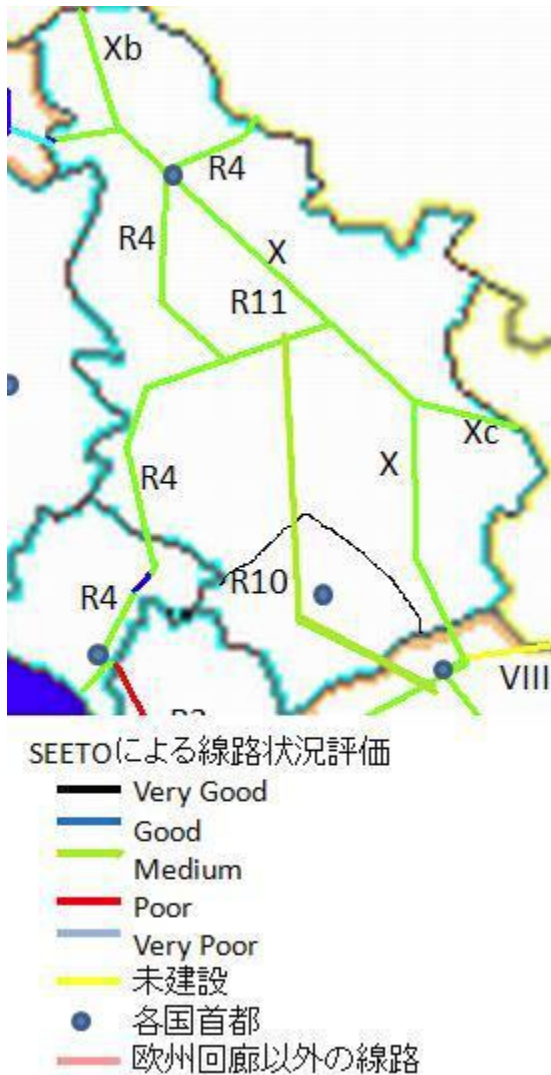 Xb
R4
R4
X
R11
Xc
X
R4
R10
R4
VIII
SEETOによる線路状況評価
Very Good
Good
Medium
Poor
Very Poor
未建設
各国首都
欧州回廊以外の線路